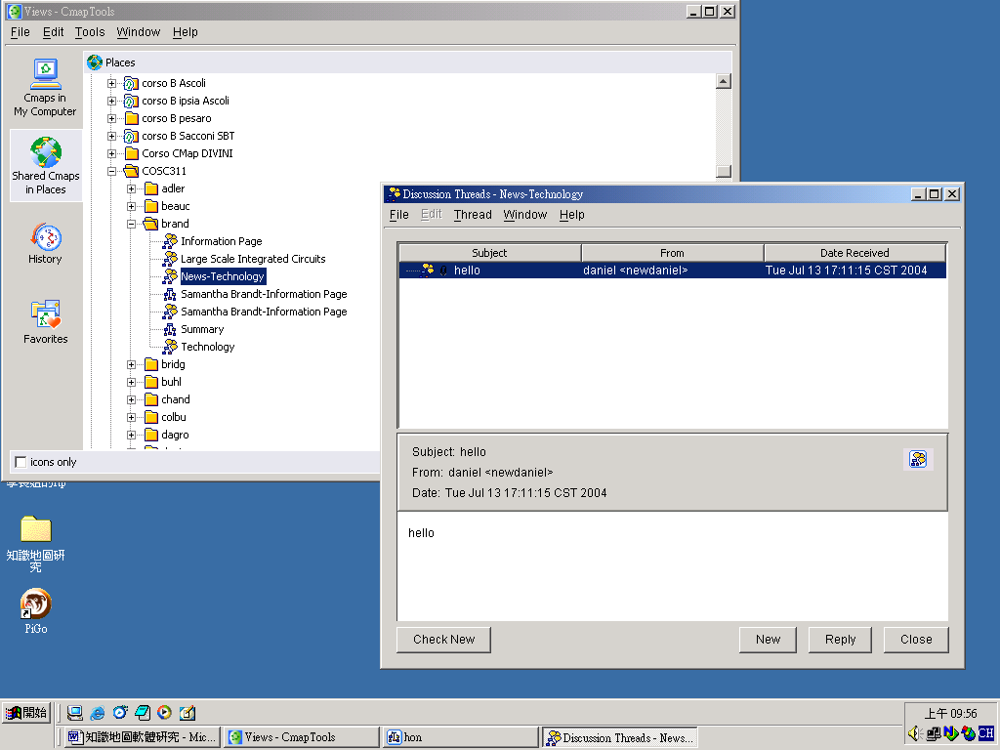 Views - CmapTools
File Edit Tools Window Help
Cmaps in
My Computer
Shared Cmaps
in Places
History
Favorites
Places
corso B Ascoli
corso B ipsia Ascoli
corso B pesaro
corso B Sacconi SBT
Corso CMap DIVINI
COSC311
adler
beauc
brand
Information Page
Large Scale Integrated Circuits
News-Technology
Samantha Brandt-Information Page
Samantha Brandt-Information Page
Summary
Technology
bridg
buhl
chand
colbu
dagro
icons only
Discussion Threads - News-Technology
File Edit Thread Window Help
Subject From Date Received
hello daniel <newdaniel> Tue Jul 13 17:11:15 CST 2004
Subject: hello
From: daniel <newdaniel>
Date: Tue Jul 13 17:11:15 CST 2004
hello
Check New New Reply Close
知識地圖研
究
PiGo
開始
上午 09:56
知識地圖軟體研究 - Mic...
Views - CmapTools
hon
Discussion Threads - News...
CH